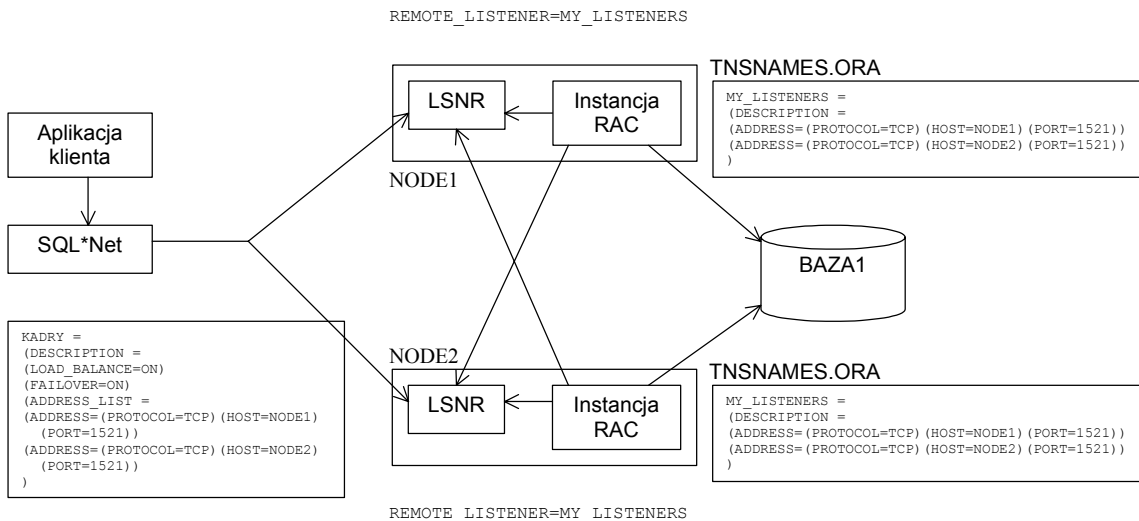 REMOTE_LISTENER=MY_LISTENERS
Aplikacja
klienta
SQL*Net
KADRY =
(DESCRIPTION =
(LOAD_BALANCE=ON)
(FAILOVER=ON)
(ADDRESS_LIST =
(ADDRESS=(PROTOCOL=TCP)(HOST=NODE1)
(PORT=1521))
(ADDRESS=(PROTOCOL=TCP)(HOST=NODE2)
(PORT=1521))
)
LSNR
Instancja
RAC
NODE1
TNSNAMES.ORA
MY_LISTENERS =
(DESCRIPTION =
(ADDRESS=(PROTOCOL=TCP)(HOST=NODE1)(PORT=1521))
(ADDRESS=(PROTOCOL=TCP)(HOST=NODE2)(PORT=1521))
)
BAZA1
NODE2
LSNR
Instancja
RAC
TNSNAMES.ORA
MY_LISTENERS =
(DESCRIPTION =
(ADDRESS=(PROTOCOL=TCP)(HOST=NODE1)(PORT=1521))
(ADDRESS=(PROTOCOL=TCP)(HOST=NODE2)(PORT=1521))
)
REMOTE_LISTENER=MY_LISTENERS